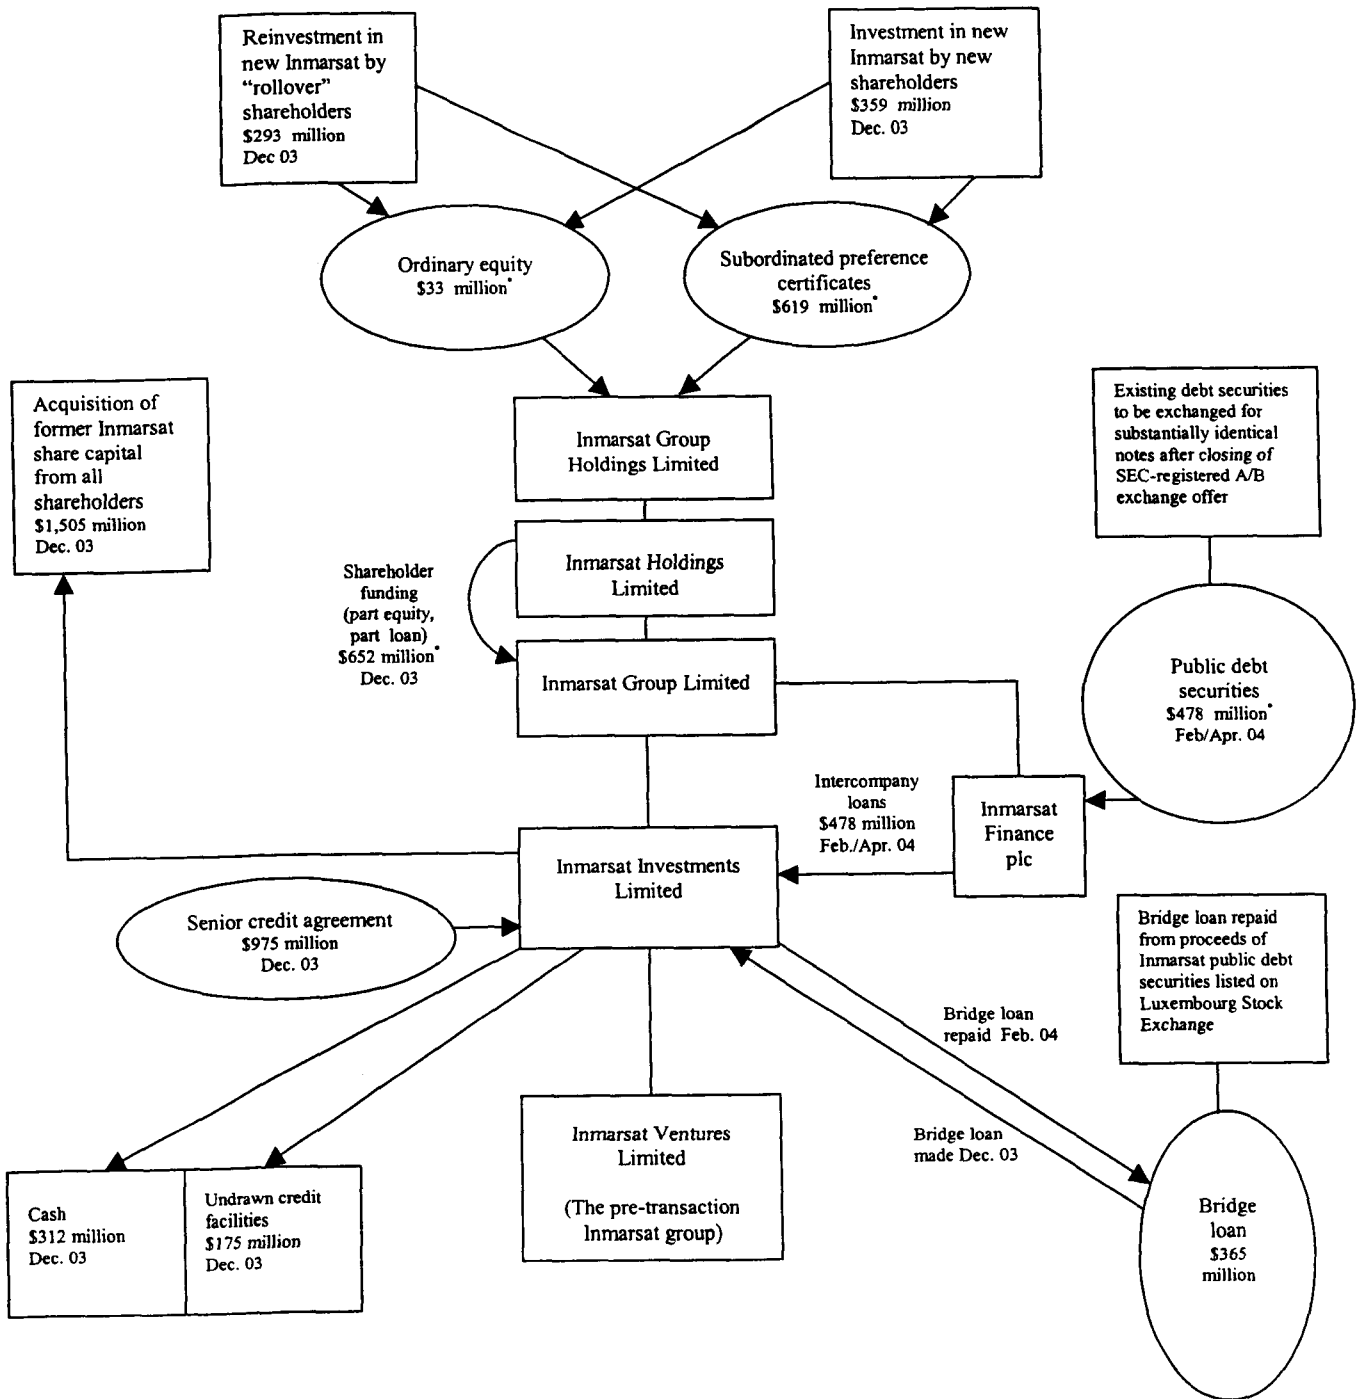 Reinvestment in
new Inmarsat by
“rollover”
shareholders
$293 million
Dec 03
Investment in new
Inmarsat by new
shareholders
$359 million
Dec. 03
Ordinary equity
$33 million*
Subordinated preference
certificates
$619 million*
Acquisition of
former Inmarsat
share capital
from all
shareholders
$1,505 million
Dec. 03
Inmarsat Group
Holdings Limited
Existing debt securities
to be exchanged for
substantially identical
notes after closing of
SEC-registered A/B
exchange offer
Inmarsat Holdings
Limited
Shareholder
funding
(part equity,
part loan)
$652 million*
Dec. 03
Inmarsat Group Limited
Public debt
securities
$478 million*
Feb/Apr. 04
Intercompany
loans
$478 million
Feb./Apr. 04
Inmarsat
Finance
plc
Inmarsat Investments
Limited
Senior credit agreement
$975 million
Dec. 03
Bridge loan repaid
from proceeds of
Inmarsat public debt
securities listed on
Luxembourg Stock
Exchange
Bridge loan
repaid Feb. 04
Bridge loan
made Dec. 03
Inmarsat Ventures
Limited
(The pre-transaction
Inmarsat group)
Cash
$312 million
Dec. 03
Undrawn credit
facilities
$175 million
Dec. 03
Bridge
loan
$365
million